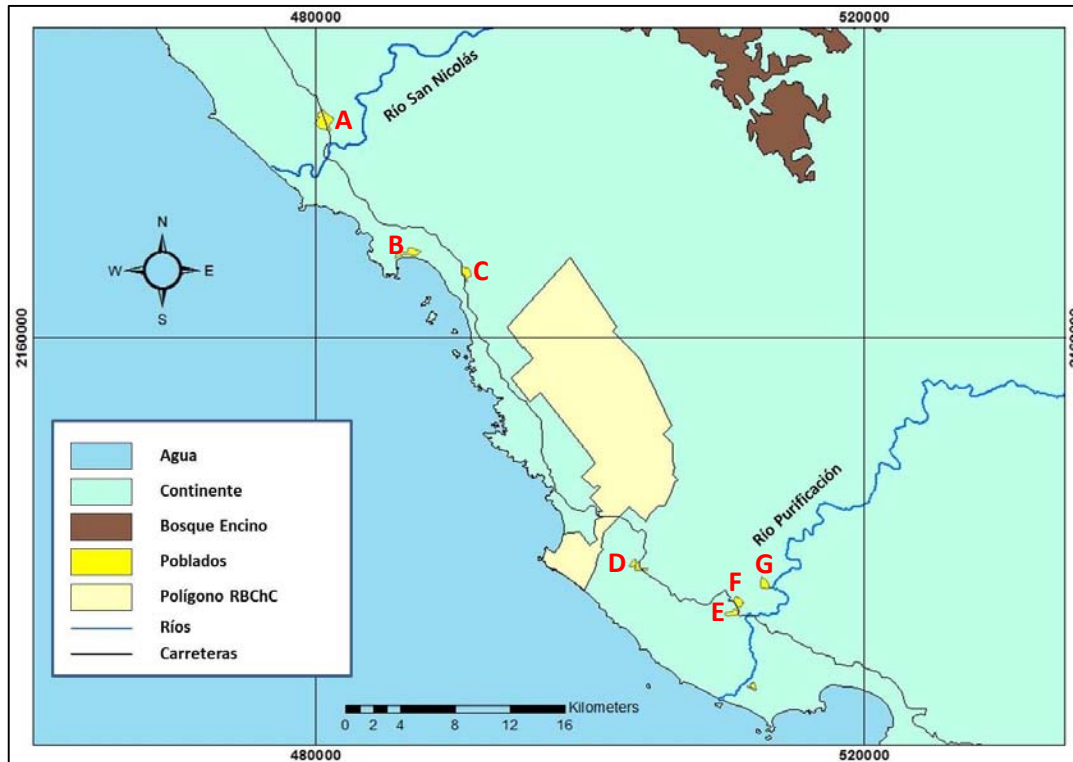 480000
520000
Río San Nicolás
A
B
C
N
W
E
S
2160000
2160000
Agua
Continente
Bosque Encino
Poblados
Polígono RBChC
Ríos
Carreteras
Río Purificación
D
G
F
E
Kilometers
0 2 4 8 12 16
480000
520000